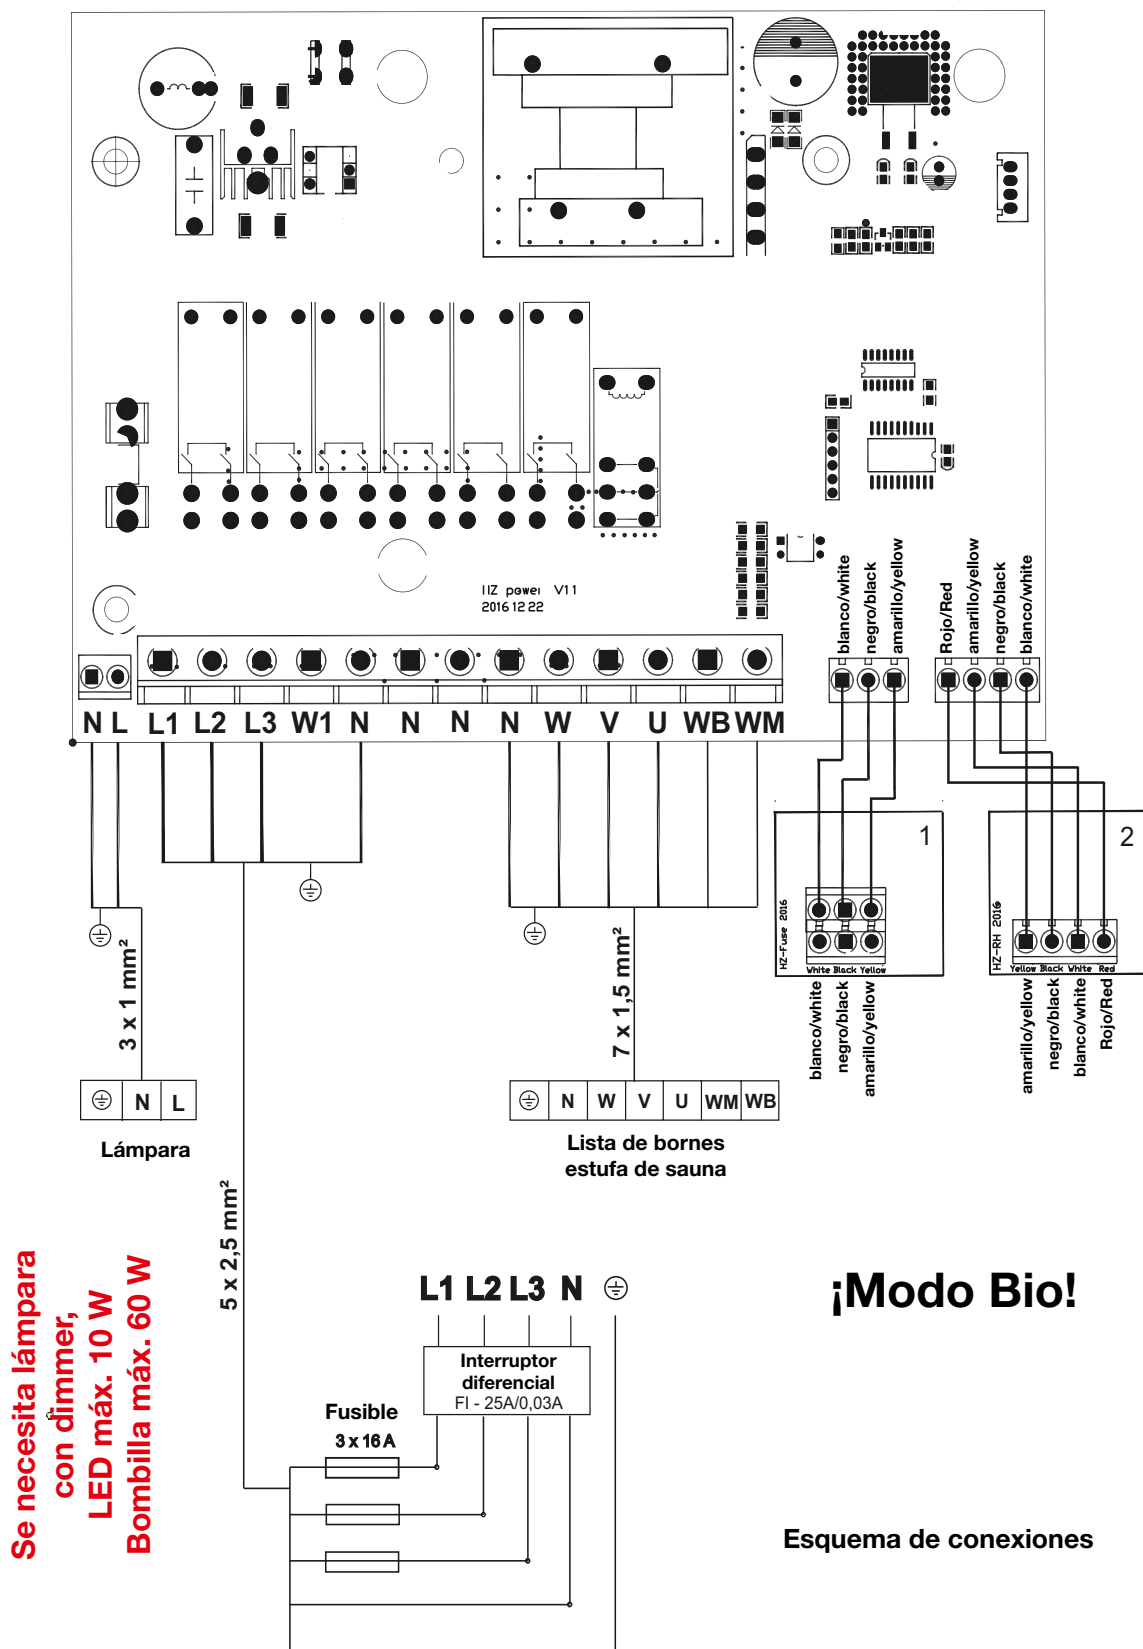 IIZ power V11
2016 12 22
blanco/white
negro/black
amarillo/yellow
Rojo/Red
amarillo/yellow
negro/black
blanco/white
N L L1 L2 L3 W1 N N N N W V U WB WM
1
HZ-Fuse 2016
White Black Yellow
blanco/white
negro/black
amarillo/yellow
2
HZ-RH 2016
Yellow Black White Red
amarillo/yellow
negro/black
blanco/white
Rojo/Red
3 x 1 mm²
N L
Lámpara
7 x 1,5 mm²
N W V U WM WB
Lista de bornes
estufa de sauna
5 x 2,5 mm²
Se necesita lámpara
con dimmer,
LED máx. 10 W
Bombilla máx. 60 W
L1 L2 L3 N
Interruptor
diferencial
FI - 25A/0,03A
Fusible
3 x 16 A
¡Modo Bio!
Esquema de conexiones